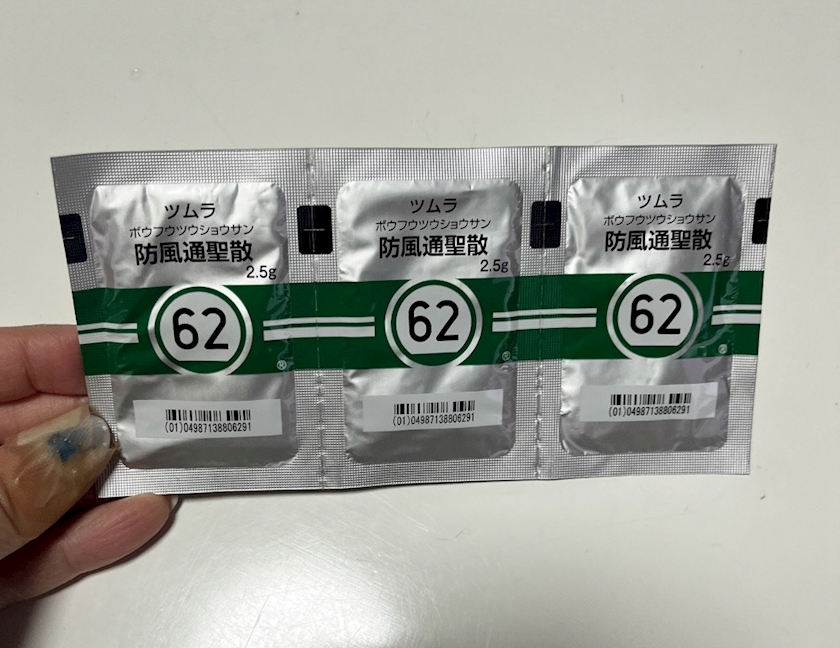 ツムラ
ボウフウツウショウサン
防風通聖散
2.5g
62
®
(01)04987138806291
ツムラ
ボウフウツウショウサン
防風通聖散
2.5g
62
®
(01)04987138806291
ツムラ
ボウフウツウショウサン
防風通聖散
2.5g
62
®
(01)04987138806291